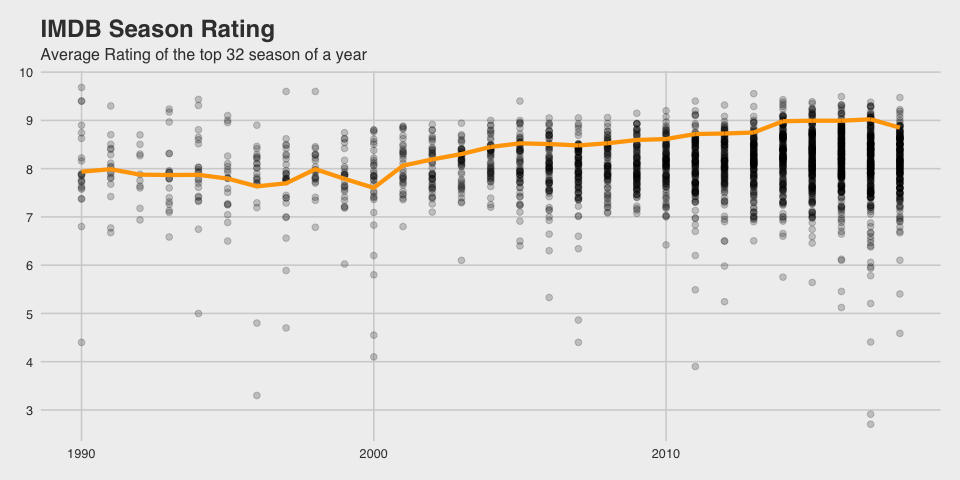 IMDB Season Rating
Average Rating of the top 32 season of a year
10
9
8
7
6
5
4
3
1990 2000 2010